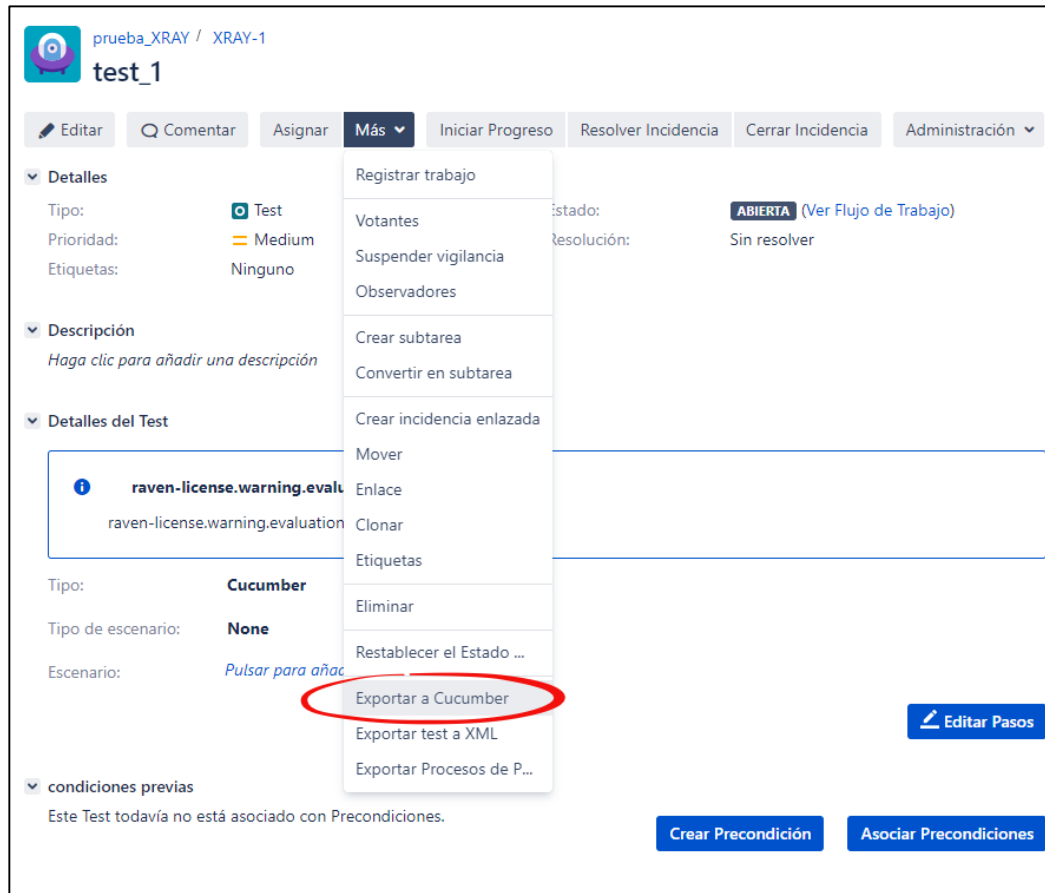 prueba_XRAY / XRAY-1
test_1
Editar Comentar Asignar Más Iniciar Progreso Resolver Incidencia Cerrar Incidencia Administración
Registrar trabajo
Votantes
Suspender vigilancia
Observadores
Crear subtarea
Convertir en subtarea
Crear incidencia enlazada
Mover
Enlace
Clonar
Etiquetas
Eliminar
Restablecer el Estado ...
Exportar a Cucumber
Exportar test a XML
Exportar Procesos de P...
Detalles
Tipo: Test
Prioridad: Medium
Etiquetas: Ninguno
Estado: ABIERTA (Ver Flujo de Trabajo)
Resolución: Sin resolver
Descripción
Haga clic para añadir una descripción
Detalles del Test
raven-license.warning.evalu
raven-license.warning.evaluation
Tipo: Cucumber
Tipo de escenario: None
Escenario: Pulsar para añad
Editar Pasos
condiciones previas
Este Test todavía no está asociado con Precondiciones.
Crear Precondición Asociar Precondiciones